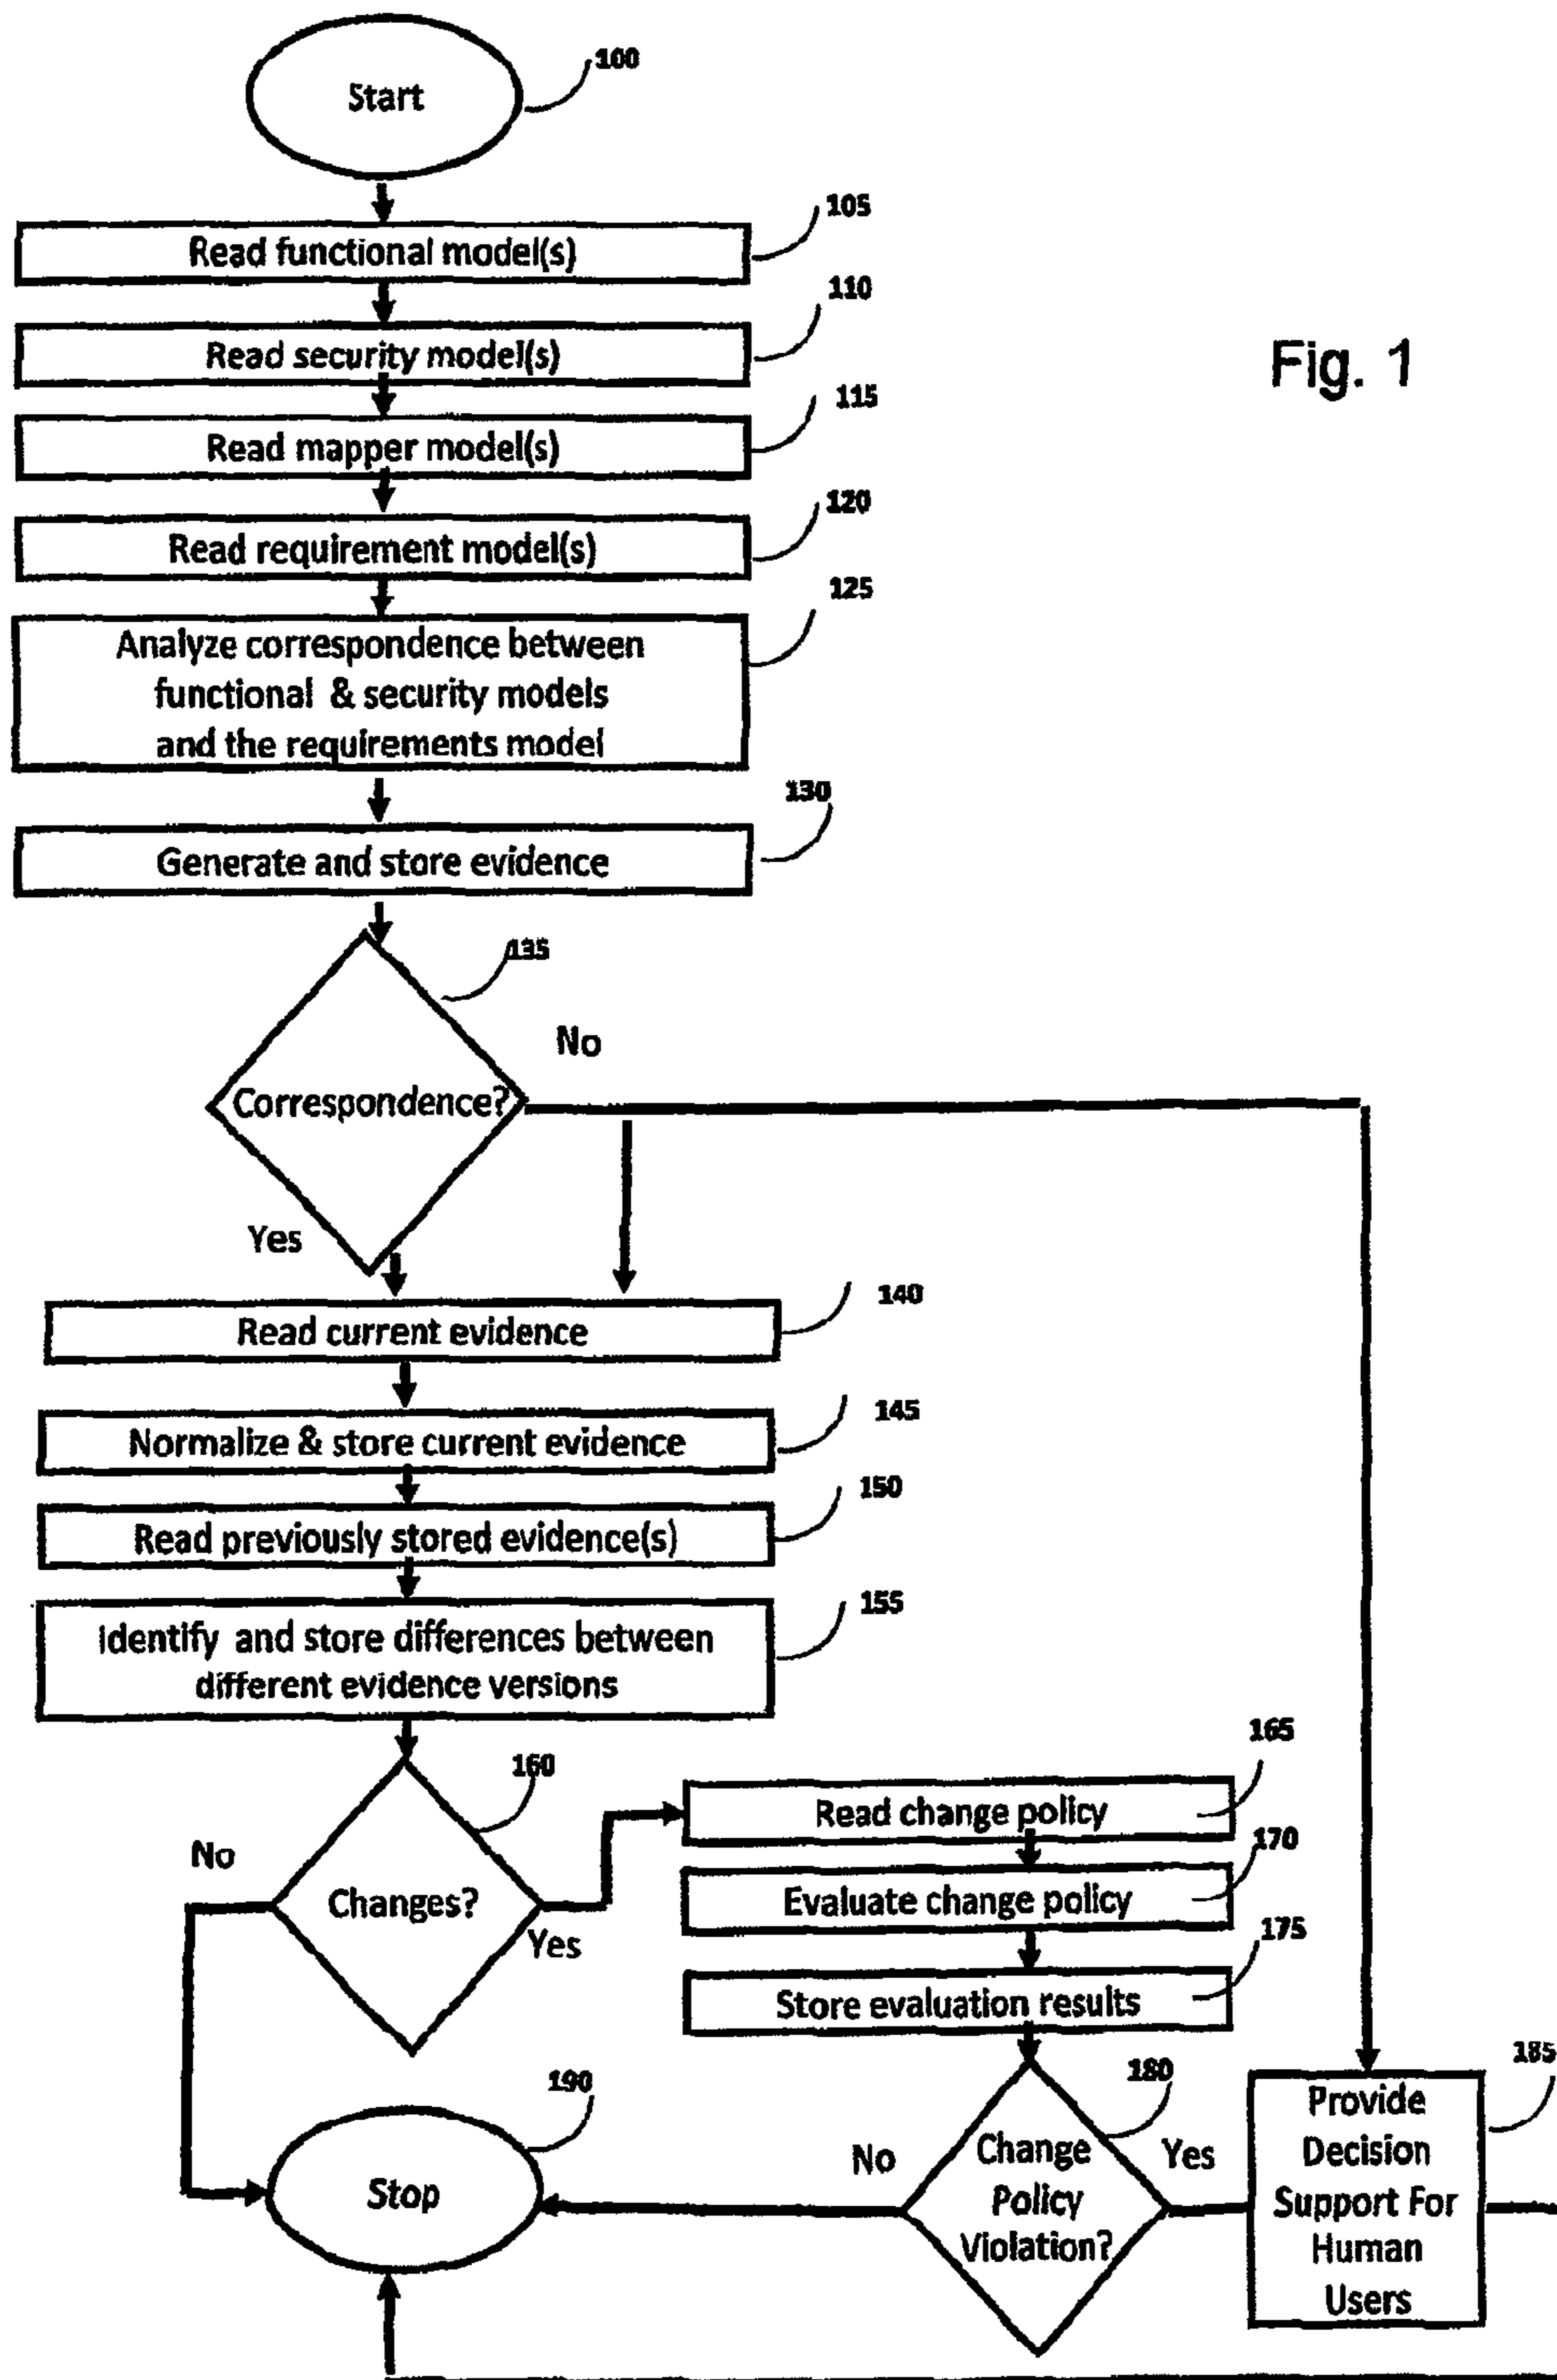 Start
100
Read functional model(s)
105
Read security model(s)
110
Fig. 1
Read mapper model(s)
115
Read requirement model(s)
120
Analyze correspondence between
functional & security models
and the requirements model
125
Generate and store evidence
130
135
Correspondence?
No
Yes
Read current evidence
140
Normalize & store current evidence
145
Read previously stored evidence(s)
150
Identify and store differences between
different evidence versions
155
160
Changes?
No
Yes
Read change policy
165
Evaluate change policy
170
Store evaluation results
175
180
Change
Policy
Violation?
No
Yes
Provide
Decision
Support For
Human
Users
185
Stop
190